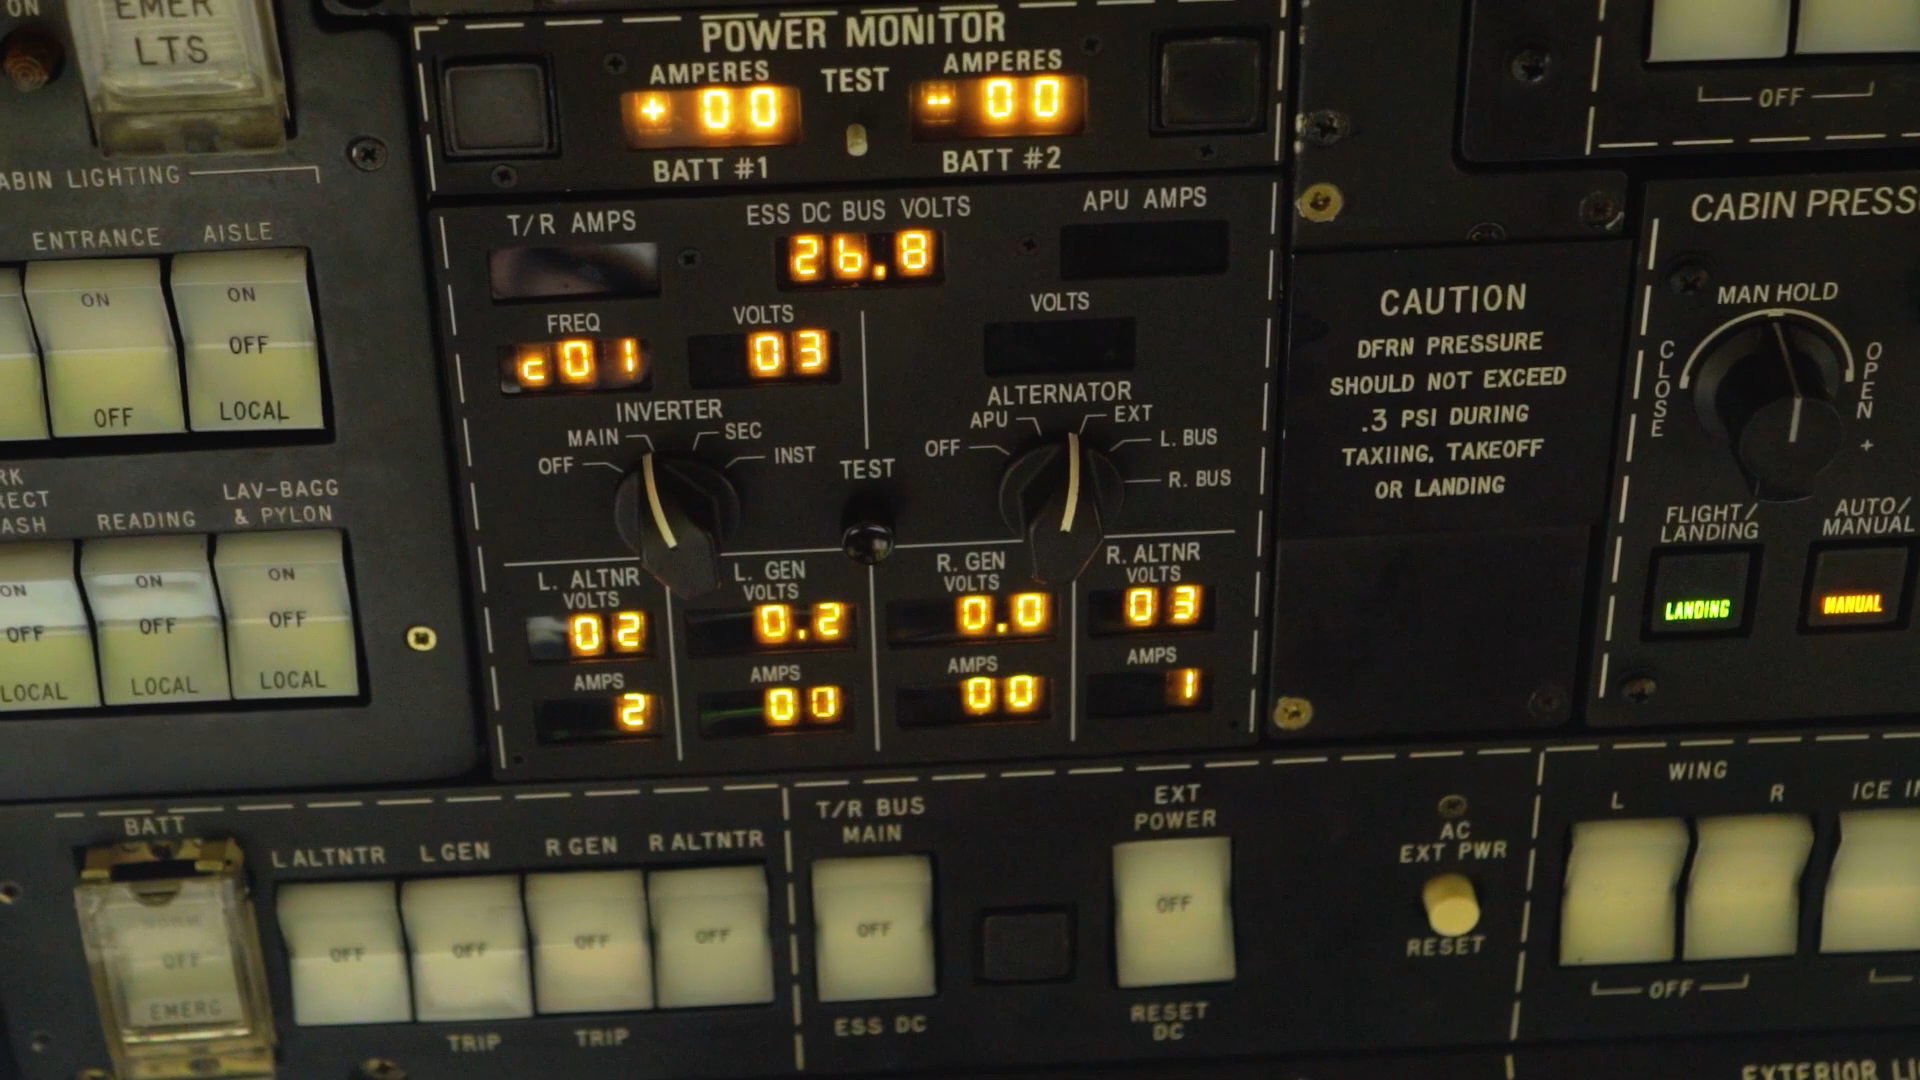 ON
EMER
LTS
POWER MONITOR
AMPERES
TEST
AMPERES
+ 00
-- 00
BATT #1
BATT #2
OFF
ABIN LIGHTING
ENTRANCE
AISLE
ON
OFF
ON
OFF
LOCAL
T/R AMPS
ESS DC BUS VOLTS
APU AMPS
26.8
FREQ
VOLTS
VOLTS
c01
03
INVERTER
OFF
MAIN
SEC
INST
TEST
ALTERNATOR
OFF
APU
EXT
L. BUS
R. BUS
CAUTION
DFRN PRESSURE
SHOULD NOT EXCEED
.3 PSI DURING
TAXIING, TAKEOFF
OR LANDING
CABIN PRESS
MAN HOLD
CLOSE
OPEN
+
FLIGHT/
LANDING
AUTO/
MANUAL
LANDING
MANUAL
RK
RECT
ASH
READING
LAV-BAGG
& PYLON
ON
OFF
LOCAL
ON
OFF
LOCAL
ON
OFF
LOCAL
L. ALTNR
VOLTS
L. GEN
VOLTS
R. GEN
VOLTS
R. ALTNR
VOLTS
02
0.2
0.0
03
AMPS
AMPS
AMPS
AMPS
2
00
00
1
BATT
L ALTNTR
L GEN
R GEN
R ALTNTR
NORM
OFF
EMERG
OFF
OFF
OFF
OFF
TRIP
TRIP
T/R BUS
MAIN
OFF
ESS DC
EXT
POWER
OFF
RESET
DC
AC
EXT PWR
RESET
WING
L
R
ICE IN
OFF
EXTERIOR LI